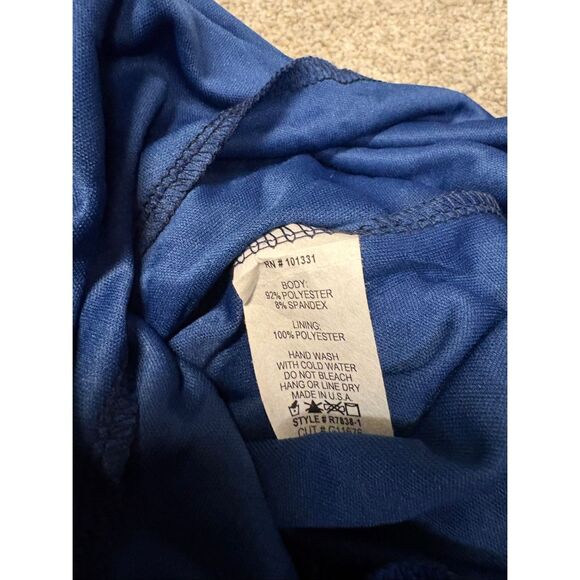 RN # 101331
BODY:
92% POLYESTER
8% SPANDEX
LINING:
100% POLYESTER
HAND WASH
WITH COLD WATER
DO NOT BLEACH
HANG OR LINE DRY
MADE IN U.S.A.
STYLE # R7838-1
CUT #